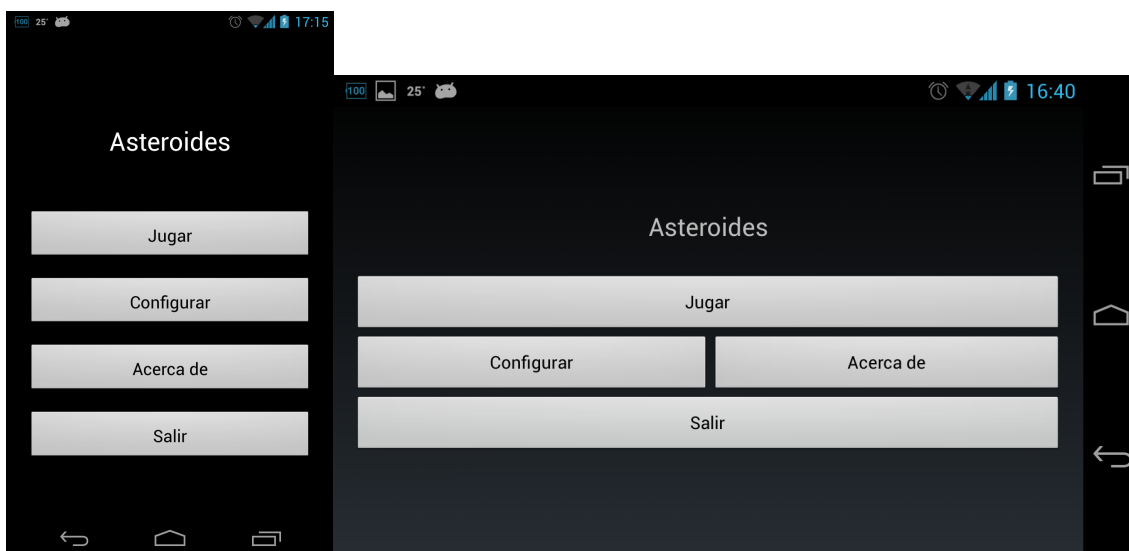 100 25° 17:15
Asteroides
Jugar
Configurar
Acerca de
Salir
100 25° 16:40
Asteroides
Jugar
Configurar Acerca de
Salir